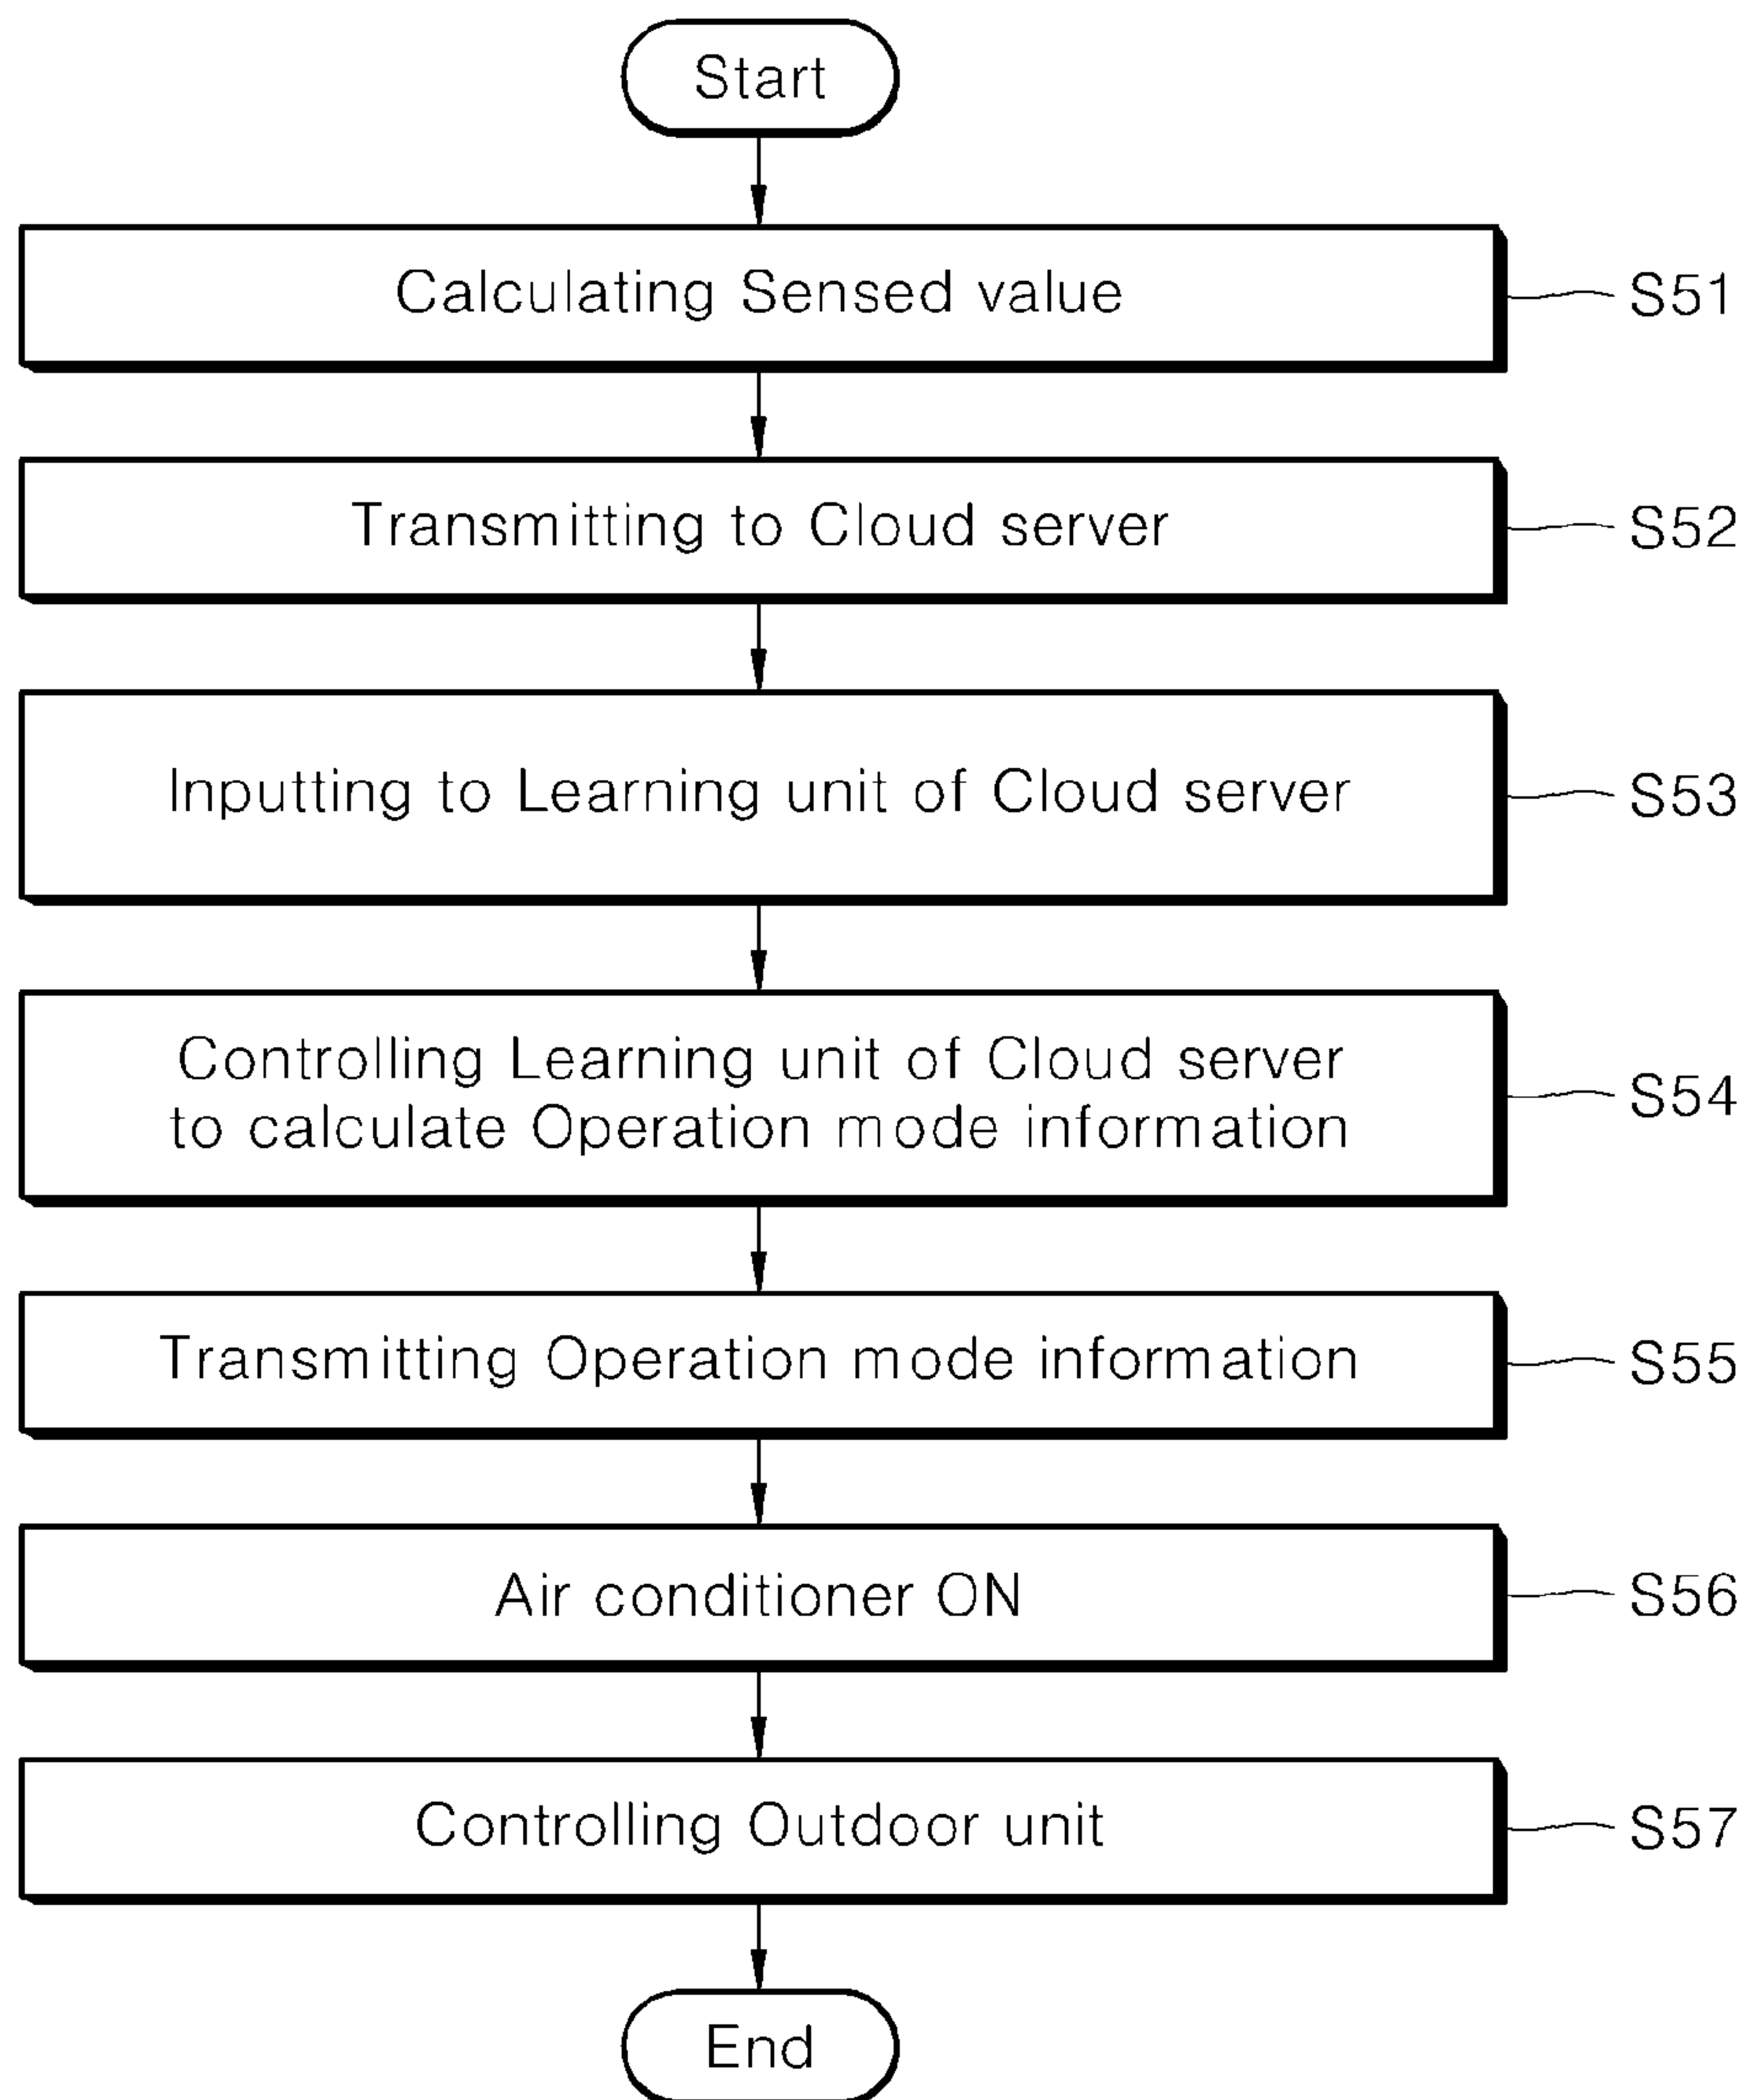 Start
Calculating Sensed value
S51
Transmitting to Cloud server
S52
Inputting to Learning unit of Cloud server
S53
Controlling Learning unit of Cloud server
to calculate Operation mode information
S54
Transmitting Operation mode information
S55
Air conditioner ON
S56
Controlling Outdoor unit
S57
End